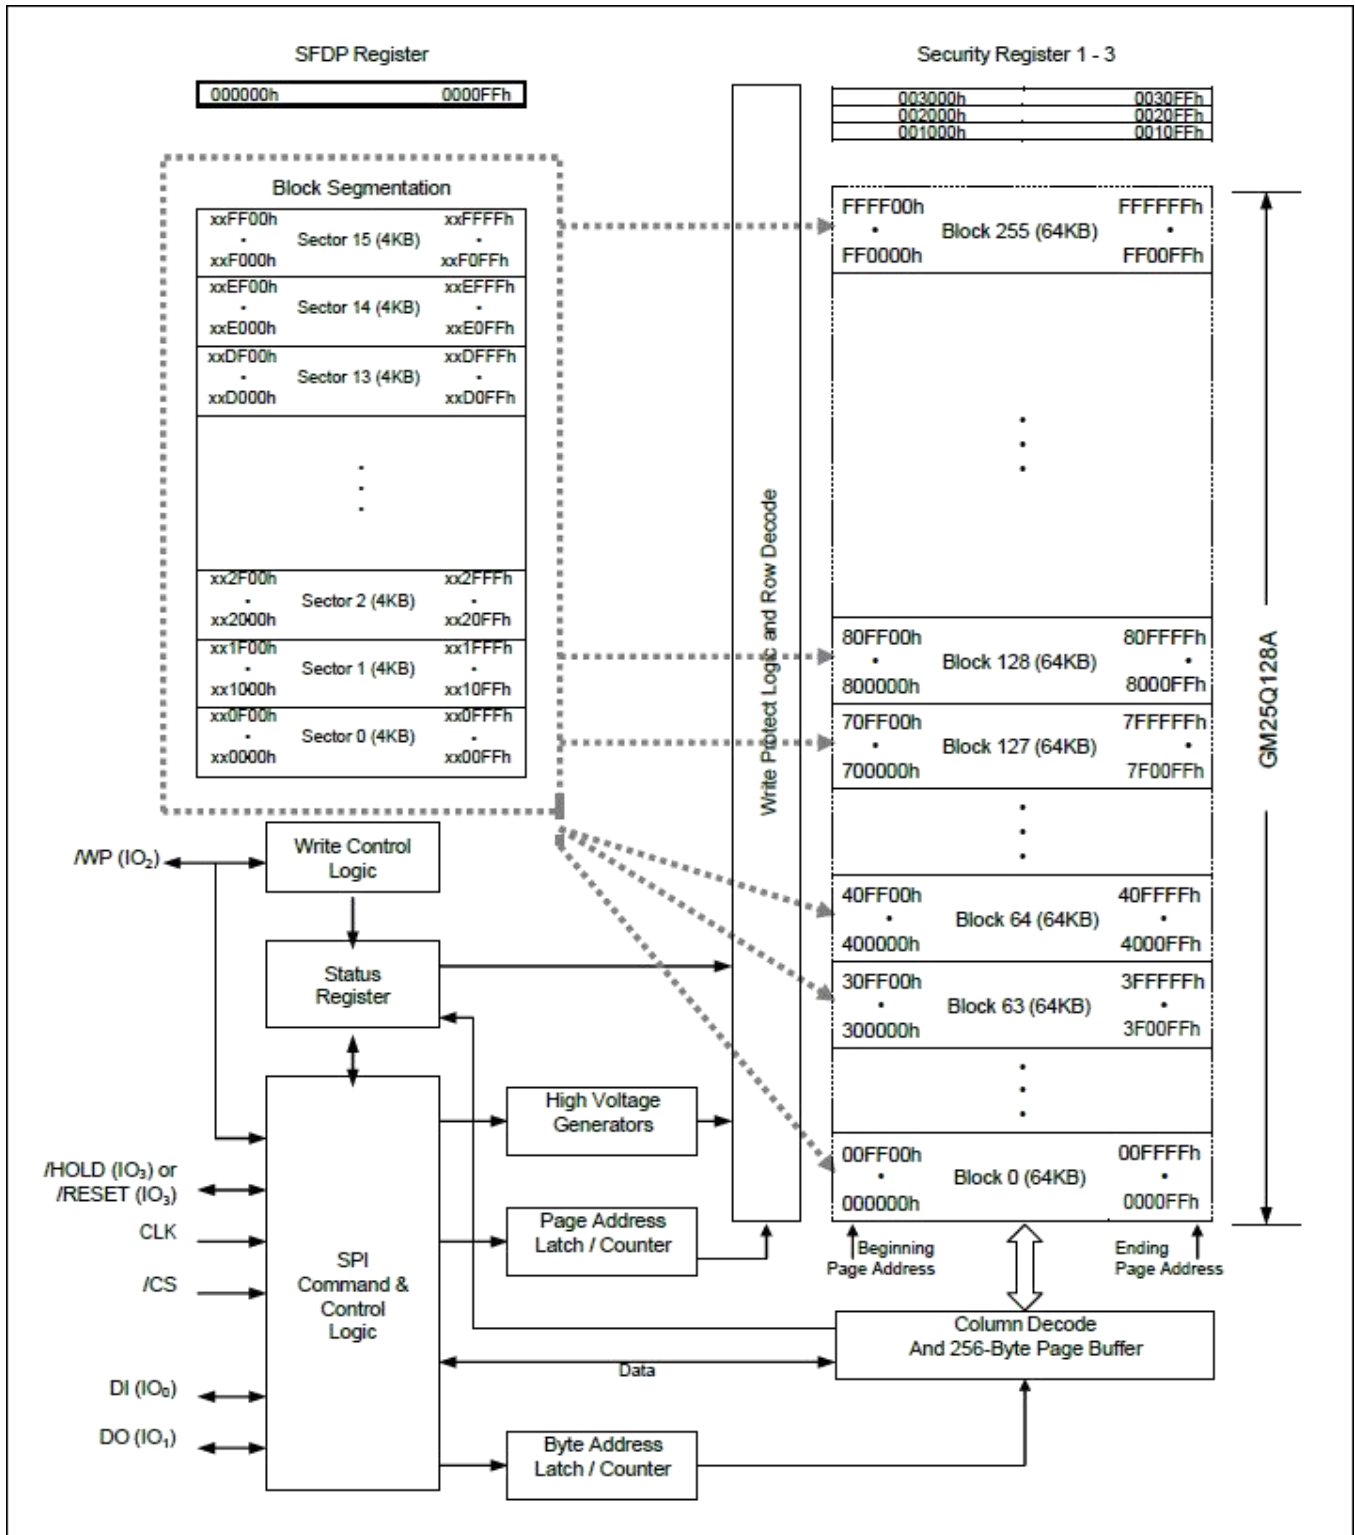 SFDP Register
000000h 0000FFh
Security Register 1 - 3
003000h 0030FFh
002000h 0020FFh
001000h 0010FFh
Block Segmentation
xxFF00h xxFFFFh
Sector 15 (4KB)
xxF000h xxF0FFh
xxEF00h xxEFFFh
Sector 14 (4KB)
xxE000h xxE0FFh
xxDF00h xxDFFFh
Sector 13 (4KB)
xxD000h xxD0FFh
xx2F00h xx2FFFh
Sector 2 (4KB)
xx2000h xx20FFh
xx1F00h xx1FFFh
Sector 1 (4KB)
xx1000h xx10FFh
xx0F00h xx0FFFh
Sector 0 (4KB)
xx0000h xx00FFh
Write Protect Logic and Row Decode
FFFF00h FFFFFFh
Block 255 (64KB)
FF0000h FF00FFh
80FF00h 80FFFFh
Block 128 (64KB)
800000h 8000FFh
70FF00h 7FFFFFh
Block 127 (64KB)
700000h 7F00FFh
40FF00h 40FFFFh
Block 64 (64KB)
400000h 4000FFh
30FF00h 3FFFFFh
Block 63 (64KB)
300000h 3F00FFh
00FF00h 00FFFFh
Block 0 (64KB)
000000h 0000FFh
GM25Q128A
Beginning
Page Address
Ending
Page Address
/WP (IO₂)
Write Control
Logic
Status
Register
High Voltage
Generators
/HOLD (IO₃) or
/RESET (IO₃)
CLK
/CS
SPI
Command &
Control
Logic
Page Address
Latch / Counter
Column Decode
And 256-Byte Page Buffer
Data
DI (IO₀)
DO (IO₁)
Byte Address
Latch / Counter